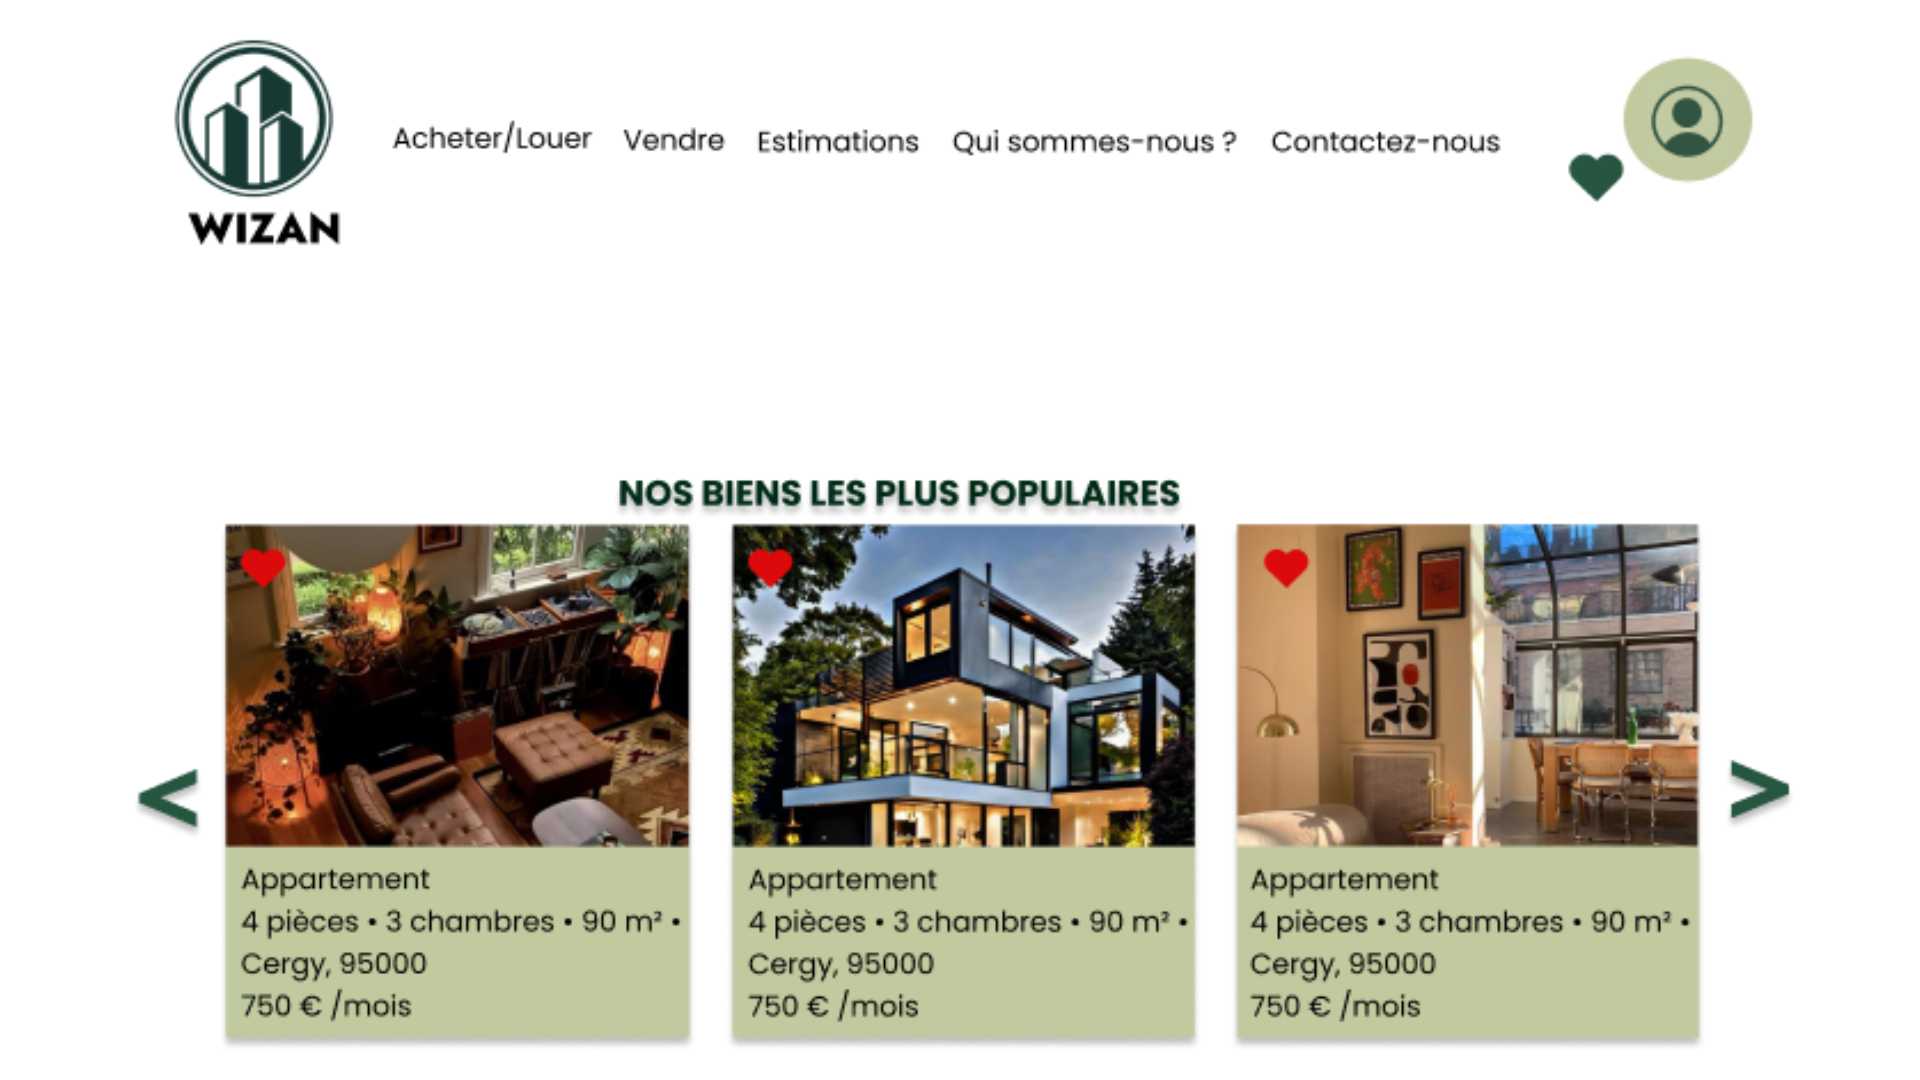 WIZAN
Acheter/Louer
Vendre
Estimations
Qui sommes-nous ?
Contactez-nous
NOS BIENS LES PLUS POPULAIRES
<
Appartement
4 pièces • 3 chambres • 90 m² •
Cergy, 95000
750 € /mois
Appartement
4 pièces • 3 chambres • 90 m² •
Cergy, 95000
750 € /mois
Appartement
4 pièces • 3 chambres • 90 m² •
Cergy, 95000
750 € /mois
>